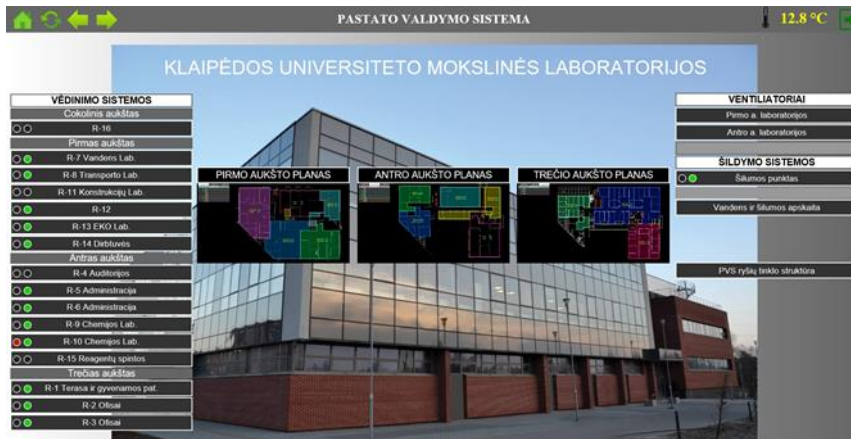 PASTATO VALDYMO SISTEMA
12.8 °C
KLAIPĖDOS UNIVERSITETO MOKSLINĖS LABORATORIJOS
VĖDINIMO SISTEMOS
Cokolinis aukštas
R-16
Pirmas aukštas
R-7 Vandens Lab.
R-8 Transporto Lab.
R-11 Konstrukcijų Lab.
R-12
R-13 EKO Lab.
R-14 Dirbtuvės
Antras aukštas
R-4 Auditorijos
R-5 Administracija
R-6 Administracija
R-9 Chemijos Lab.
R-10 Chemijos Lab.
R-15 Reagentų spintos
Trečias aukštas
R-1 Terasa ir gyvenamos pat.
R-2 Ofisai
R-3 Ofisai
PIRMO AUKŠTO PLANAS
ANTRO AUKŠTO PLANAS
TREČIO AUKŠTO PLANAS
VENTILIATORIAI
Pirmo a. laboratorijos
Antro a. laboratorijos
ŠILDYMO SISTEMOS
Šilumos punktas
Vandens ir šilumos apskaita
PVS ryšių tinklo struktūra